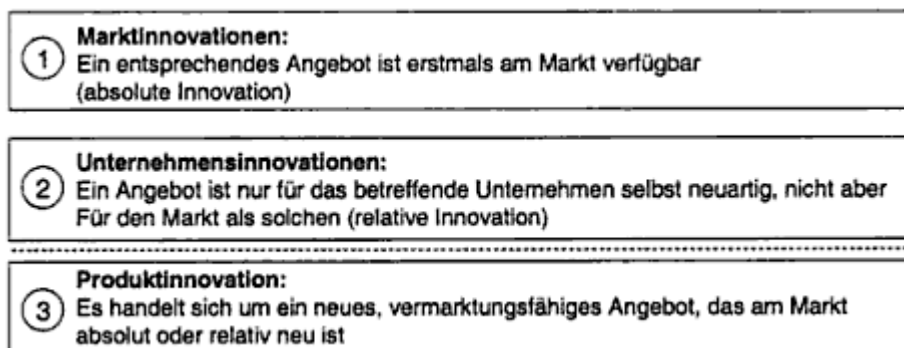 Marktinnovationen:
1 Ein entsprechendes Angebot ist erstmals am Markt verfügbar
(absolute Innovation)
Unternehmensinnovationen:
2 Ein Angebot ist nur für das betreffende Unternehmen selbst neuartig, nicht aber
Für den Markt als solchen (relative Innovation)
Produktinnovation:
3 Es handelt sich um ein neues, vermarktungsfähiges Angebot, das am Markt
absolut oder relativ neu ist